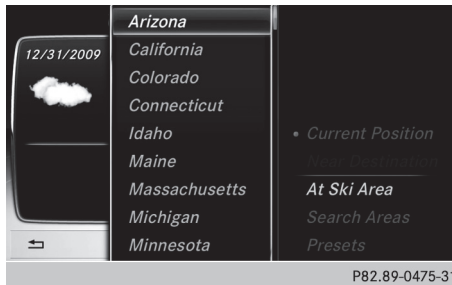 12/31/2009
Arizona
California
Colorado
Connecticut
Idaho
Maine
Massachusetts
Michigan
Minnesota
Current Position
Near Destination
At Ski Area
Search Areas
Presets
P82.89-0475-31